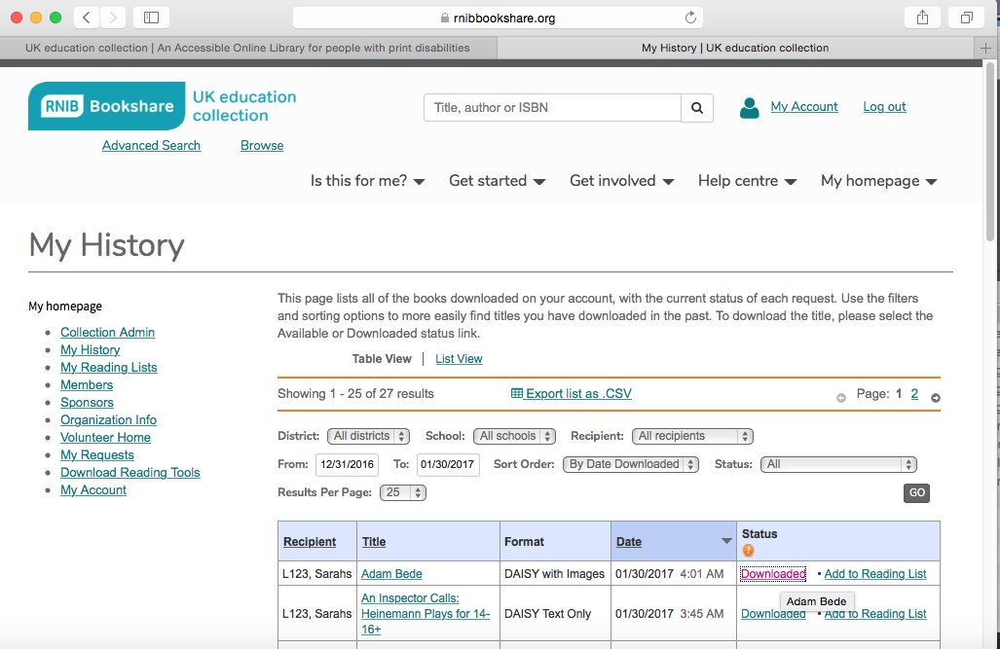 rnibbookshare.org
UK education collection | An Accessible Online Library for people with print disabilities
My History | UK education collection
RNIB Bookshare
UK education
collection
Title, author or ISBN
My Account
Log out
Advanced Search
Browse
Is this for me?
Get started
Get involved
Help centre
My homepage
My History
My homepage
Collection Admin
My History
My Reading Lists
Members
Sponsors
Organization Info
Volunteer Home
My Requests
Download Reading Tools
My Account
This page lists all of the books downloaded on your account, with the current status of each request. Use the filters
and sorting options to more easily find titles you have downloaded in the past. To download the title, please select the
Available or Downloaded status link.
Table View | List View
Showing 1 - 25 of 27 results
Export list as .CSV
Page: 1 2
District: All districts School: All schools Recipient: All recipients
From: 12/31/2016 To: 01/30/2017 Sort Order: By Date Downloaded Status: All
Results Per Page: 25
GO
Recipient Title Format Date Status
?
L123, Sarahs Adam Bede DAISY with Images 01/30/2017 4:01 AM Downloaded • Add to Reading List
Adam Bede
An Inspector Calls:
L123, Sarahs Heinemann Plays for 14- DAISY Text Only 01/30/2017 3:45 AM Downloaded • Add to Reading List
16+